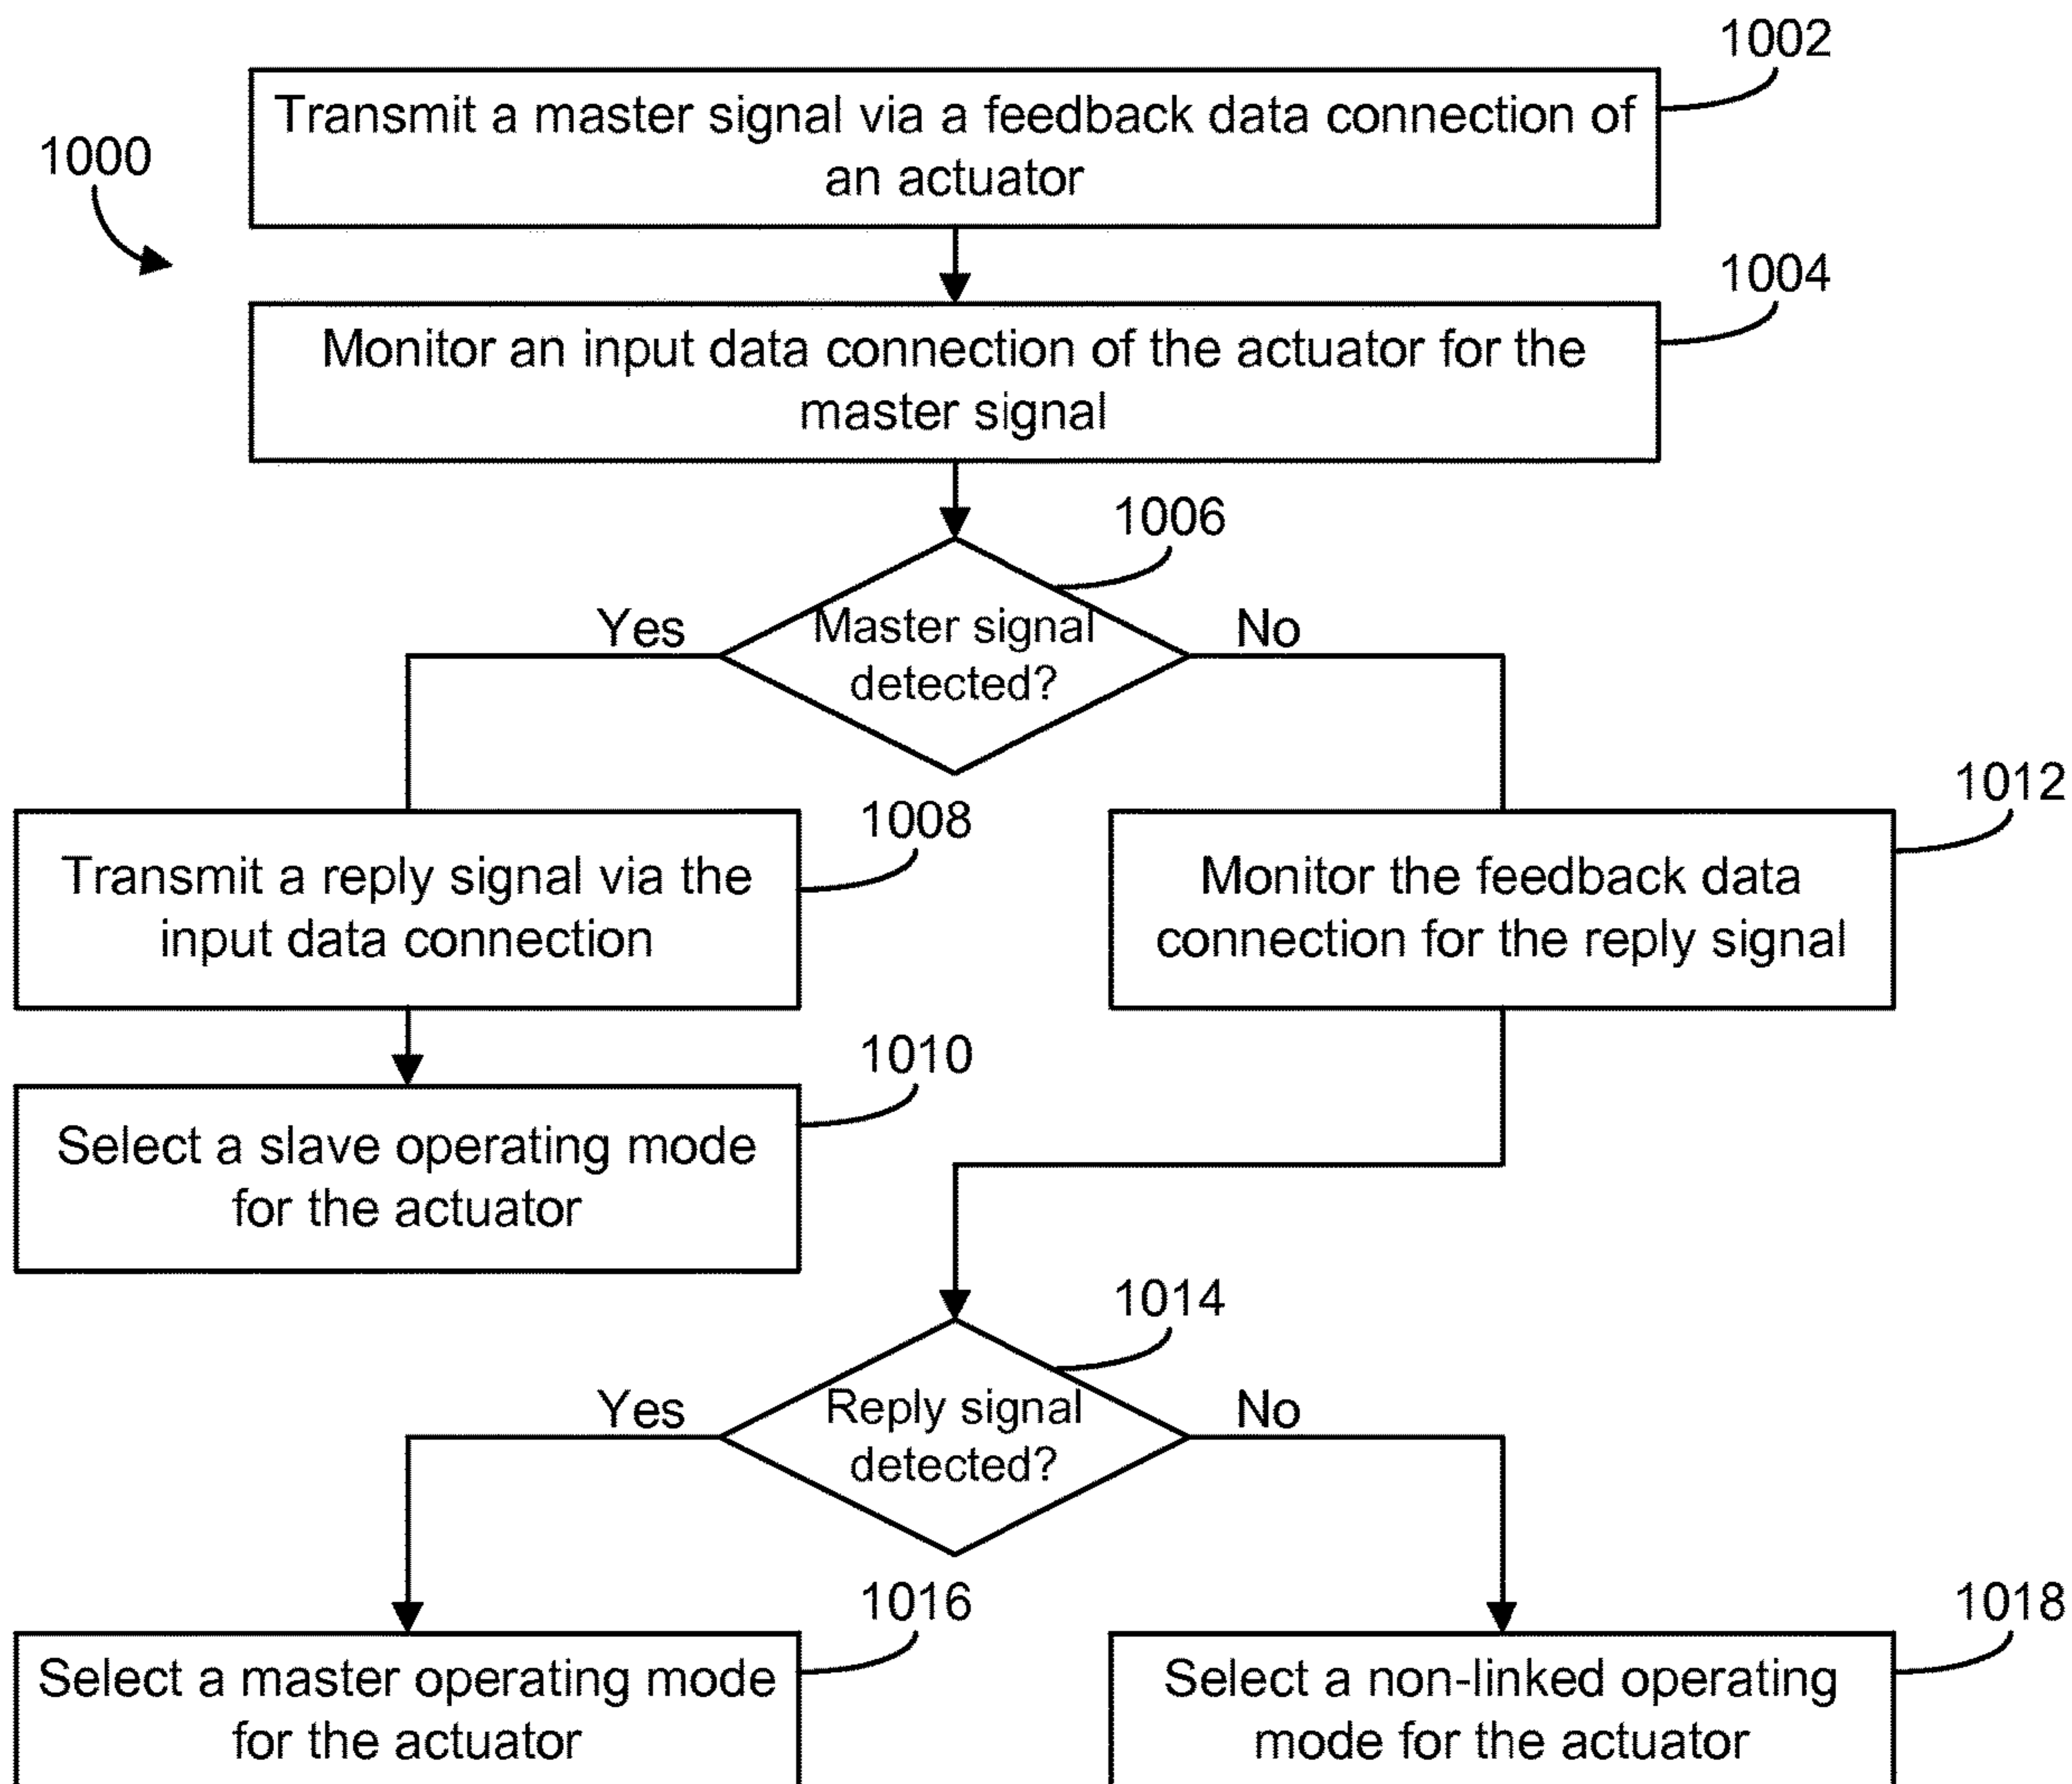 1002
Transmit a master signal via a feedback data connection of
an actuator
1000
1004
Monitor an input data connection of the actuator for the
master signal
1006
Yes
Master signal
detected?
No
1008
Transmit a reply signal via the
input data connection
1012
Monitor the feedback data
connection for the reply signal
1010
Select a slave operating mode
for the actuator
1014
Yes
Reply signal
detected?
No
1016
Select a master operating mode
for the actuator
1018
Select a non-linked operating
mode for the actuator